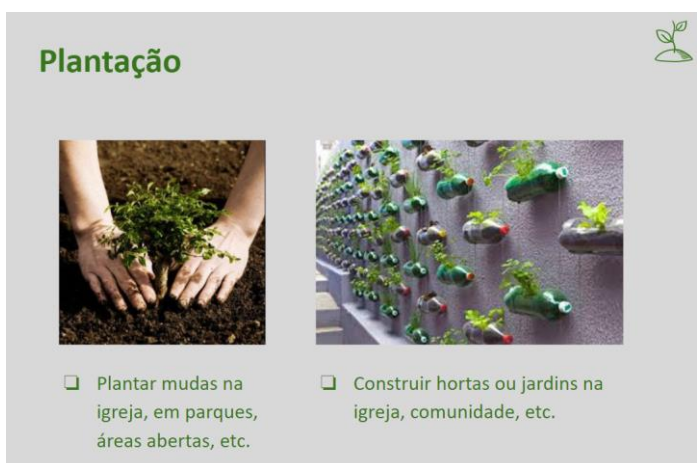 Plantação
❑ Plantar mudas na
igreja, em parques,
áreas abertas, etc.
❑ Construir hortas ou jardins na
igreja, comunidade, etc.